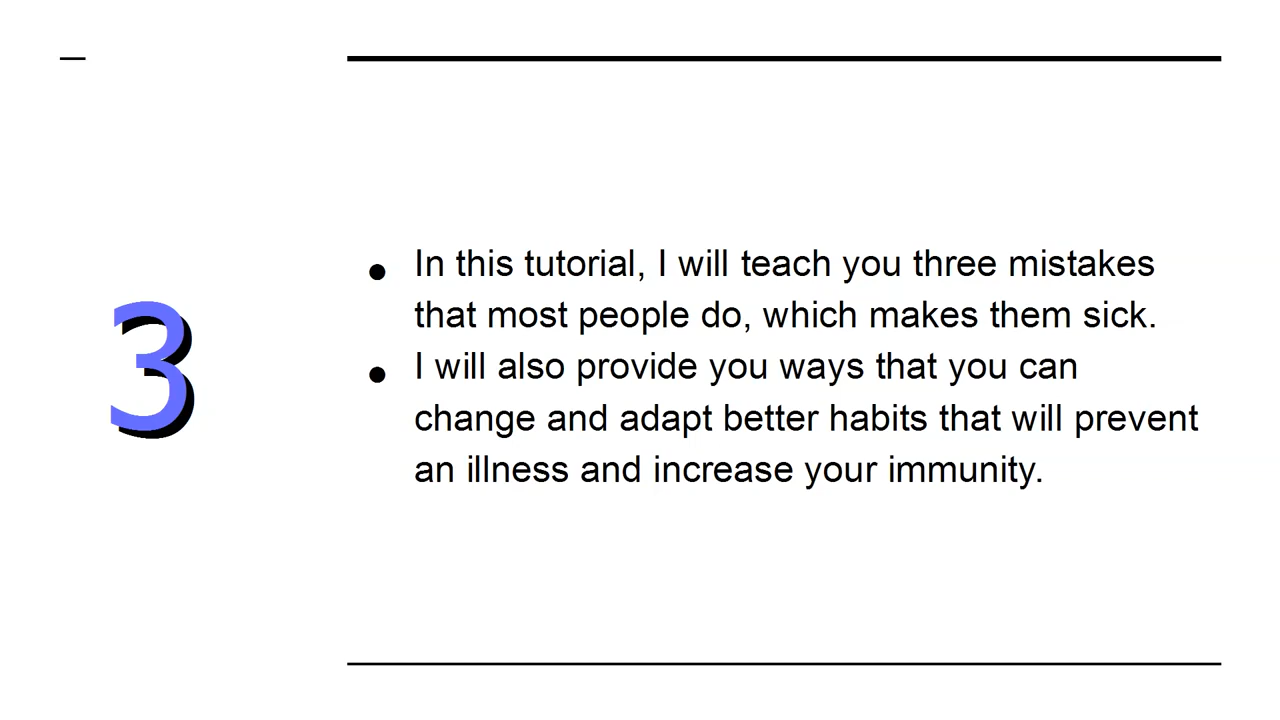 3
● In this tutorial, I will teach you three mistakes
that most people do, which makes them sick.
● I will also provide you ways that you can
change and adapt better habits that will prevent
an illness and increase your immunity.